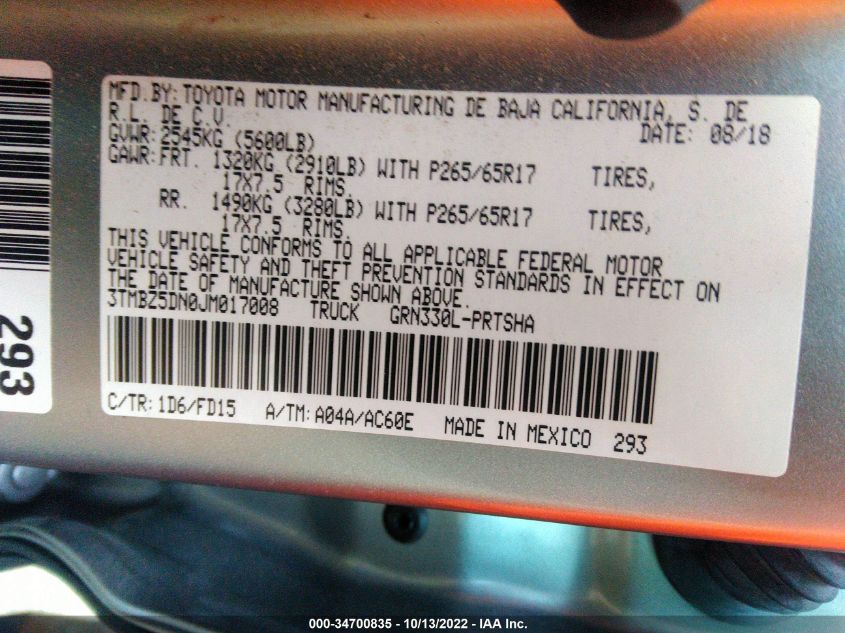 MFD.BY: TOYOTA MOTOR MANUFACTURING DE BAJA CALIFORNIA, S. DE
R.L. DE C.V.
DATE: 08/18
GVWR: 2545KG (5600LB)
GAWR: FRT. 1320KG (2910LB) WITH P265/65R17 TIRES,
17X7.5 RIMS.
RR. 1490KG (3280LB) WITH P265/65R17 TIRES,
17X7.5 RIMS.
THIS VEHICLE CONFORMS TO ALL APPLICABLE FEDERAL MOTOR
VEHICLE SAFETY AND THEFT PREVENTION STANDARDS IN EFFECT ON
THE DATE OF MANUFACTURE SHOWN ABOVE.
3TMBZ5DN0JM017008 TRUCK GRN330L-PRTSHA
C/TR: 1D6/FD15 A/TM: A04A/AC60E MADE IN MEXICO 293
293
000-34700835 - 10/13/2022 - IAA Inc.